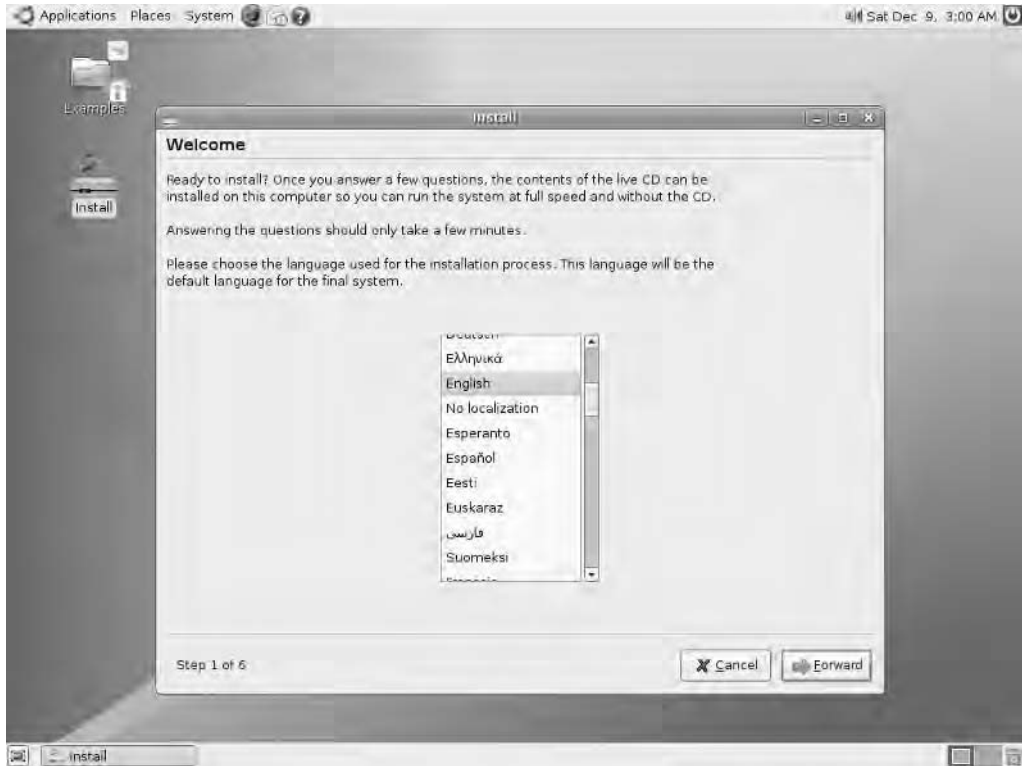 Applications Places System
Sat Dec 9, 3:00 AM
Examples
Install
Install
Welcome
Ready to install? Once you answer a few questions, the contents of the live CD can be
installed on this computer so you can run the system at full speed and without the CD.
Answering the questions should only take a few minutes.
Please choose the language used for the installation process. This language will be the
default language for the final system.
Deutsch
Ελληνικά
English
No localization
Esperanto
Español
Eesti
Euskaraz
فارسی
Suomeksi
Step 1 of 6
Cancel
Forward
Install